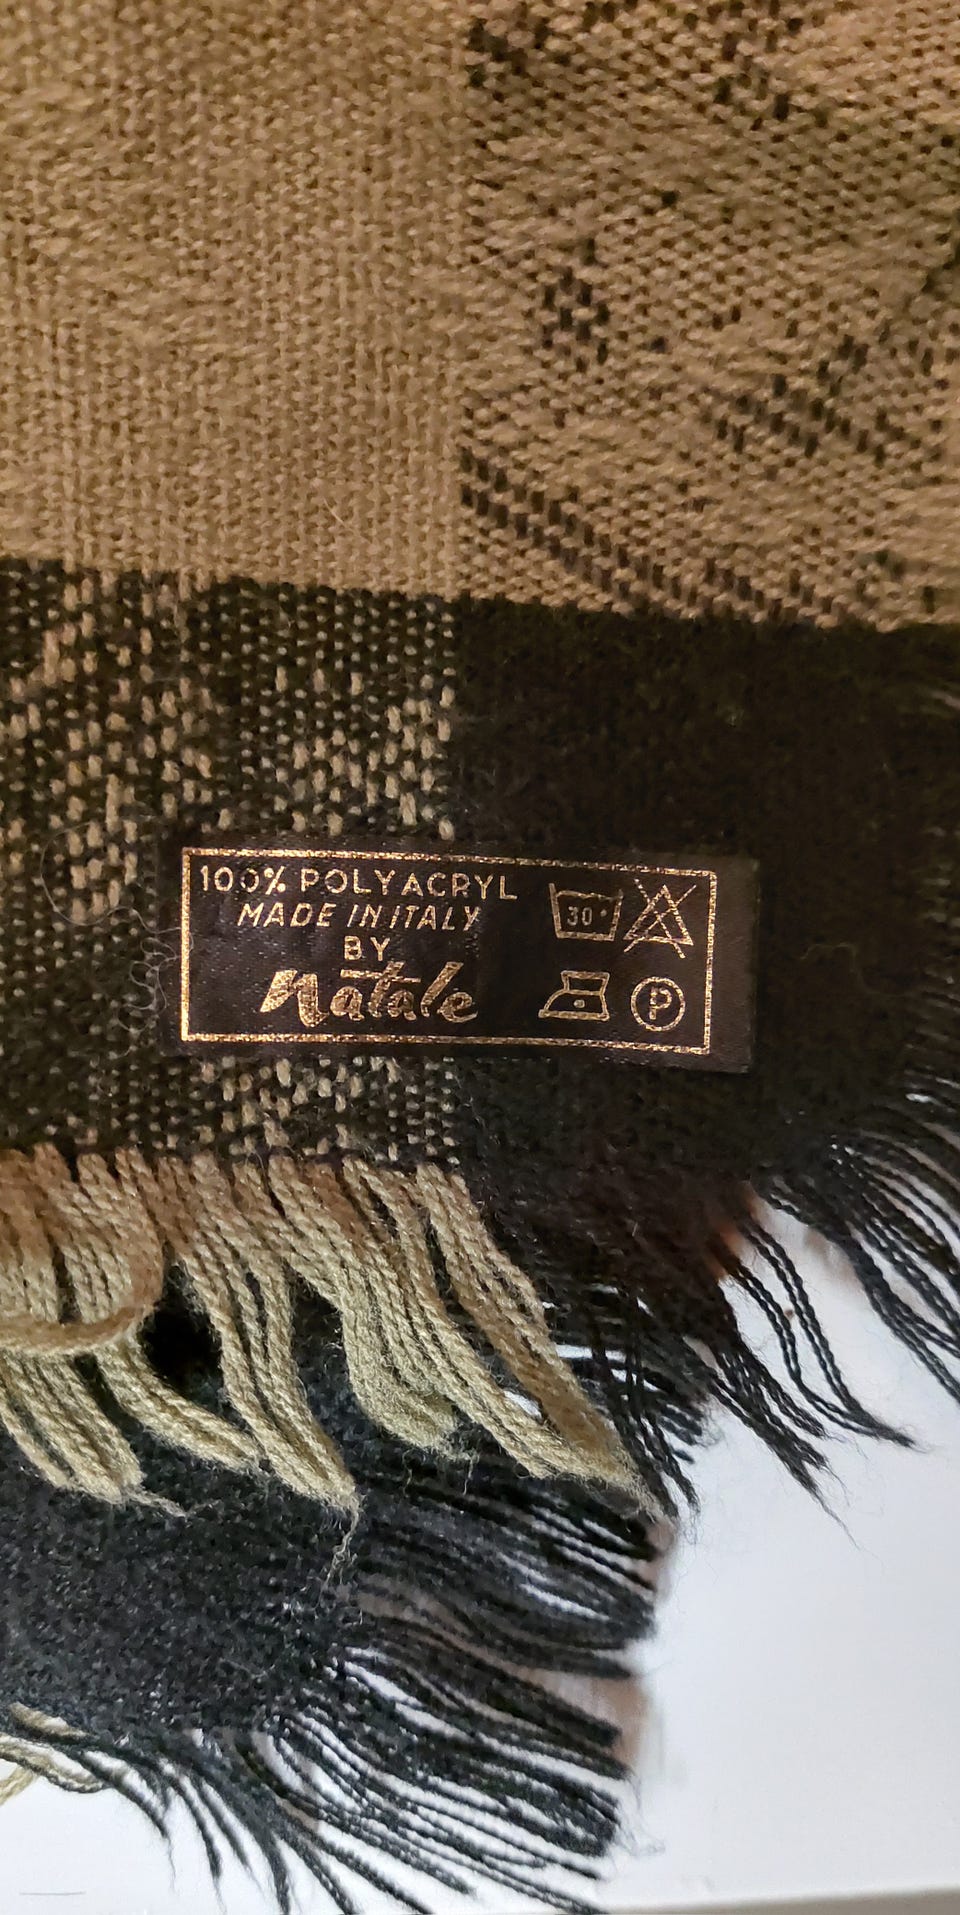 100% POLYACRYL
MADE IN ITALY
BY
Natale
30°
P